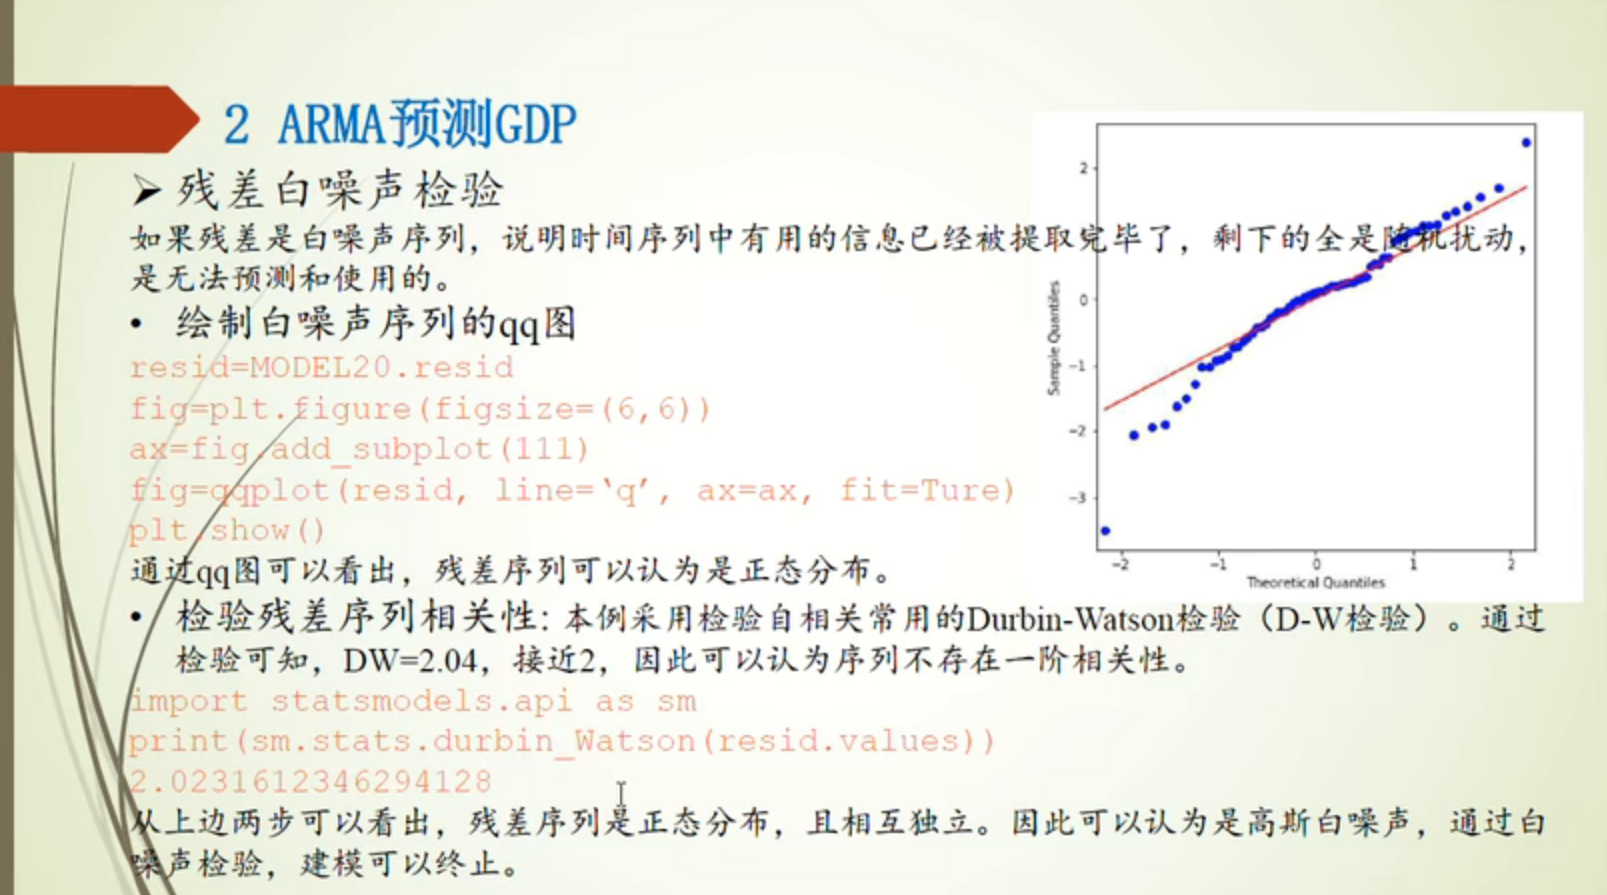 2 ARMA预测GDP
➤ 残差白噪声检验
如果残差是白噪声序列，说明时间序列中有用的信息已经被提取完毕了，剩下的全是随机扰动，
是无法预测和使用的。
• 绘制白噪声序列的qq图
resid=MODEL20.resid
fig=plt.figure(figsize=(6,6))
ax=fig.add_subplot(111)
fig=qqplot(resid, line=‘q’, ax=ax, fit=Ture)
plt.show()
通过qq图可以看出，残差序列可以认为是正态分布。
• 检验残差序列相关性：本例采用检验自相关常用的Durbin-Watson检验（D-W检验）。通过
检验可知，DW=2.04，接近2，因此可以认为序列不存在一阶相关性。
import statsmodels.api as sm
print(sm.stats.durbin_Watson(resid.values))
2.0231612346294128
从上边两步可以看出，残差序列是正态分布，且相互独立。因此可以认为是高斯白噪声，通过白
噪声检验，建模可以终止。
Sample Quantiles
2
0
−1
−2
−3
−2 −1 0 1 2
Theoretical Quantiles